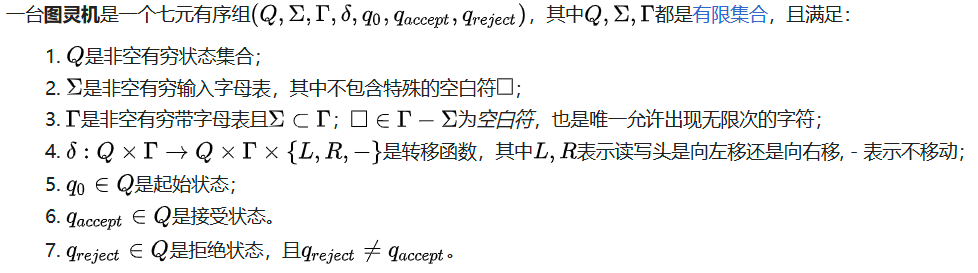 一台图灵机是一个七元有序组(Q, Σ, Γ, δ, q₀, q_accept, q_reject)，其中Q, Σ, Γ都是有限集合，且满足：
1. Q是非空有穷状态集合；
2. Σ是非空有穷输入字母表，其中不包含特殊的空白符□；
3. Γ是非空有穷带字母表且Σ ⊂ Γ；□ ∈ Γ − Σ为空白符，也是唯一允许出现无限次的字符；
4. δ : Q × Γ → Q × Γ × {L, R, −}是转移函数，其中L, R表示读写头是向左移还是向右移, - 表示不移动；
5. q₀ ∈ Q是起始状态；
6. q_accept ∈ Q是接受状态。
7. q_reject ∈ Q是拒绝状态，且q_reject ≠ q_accept。